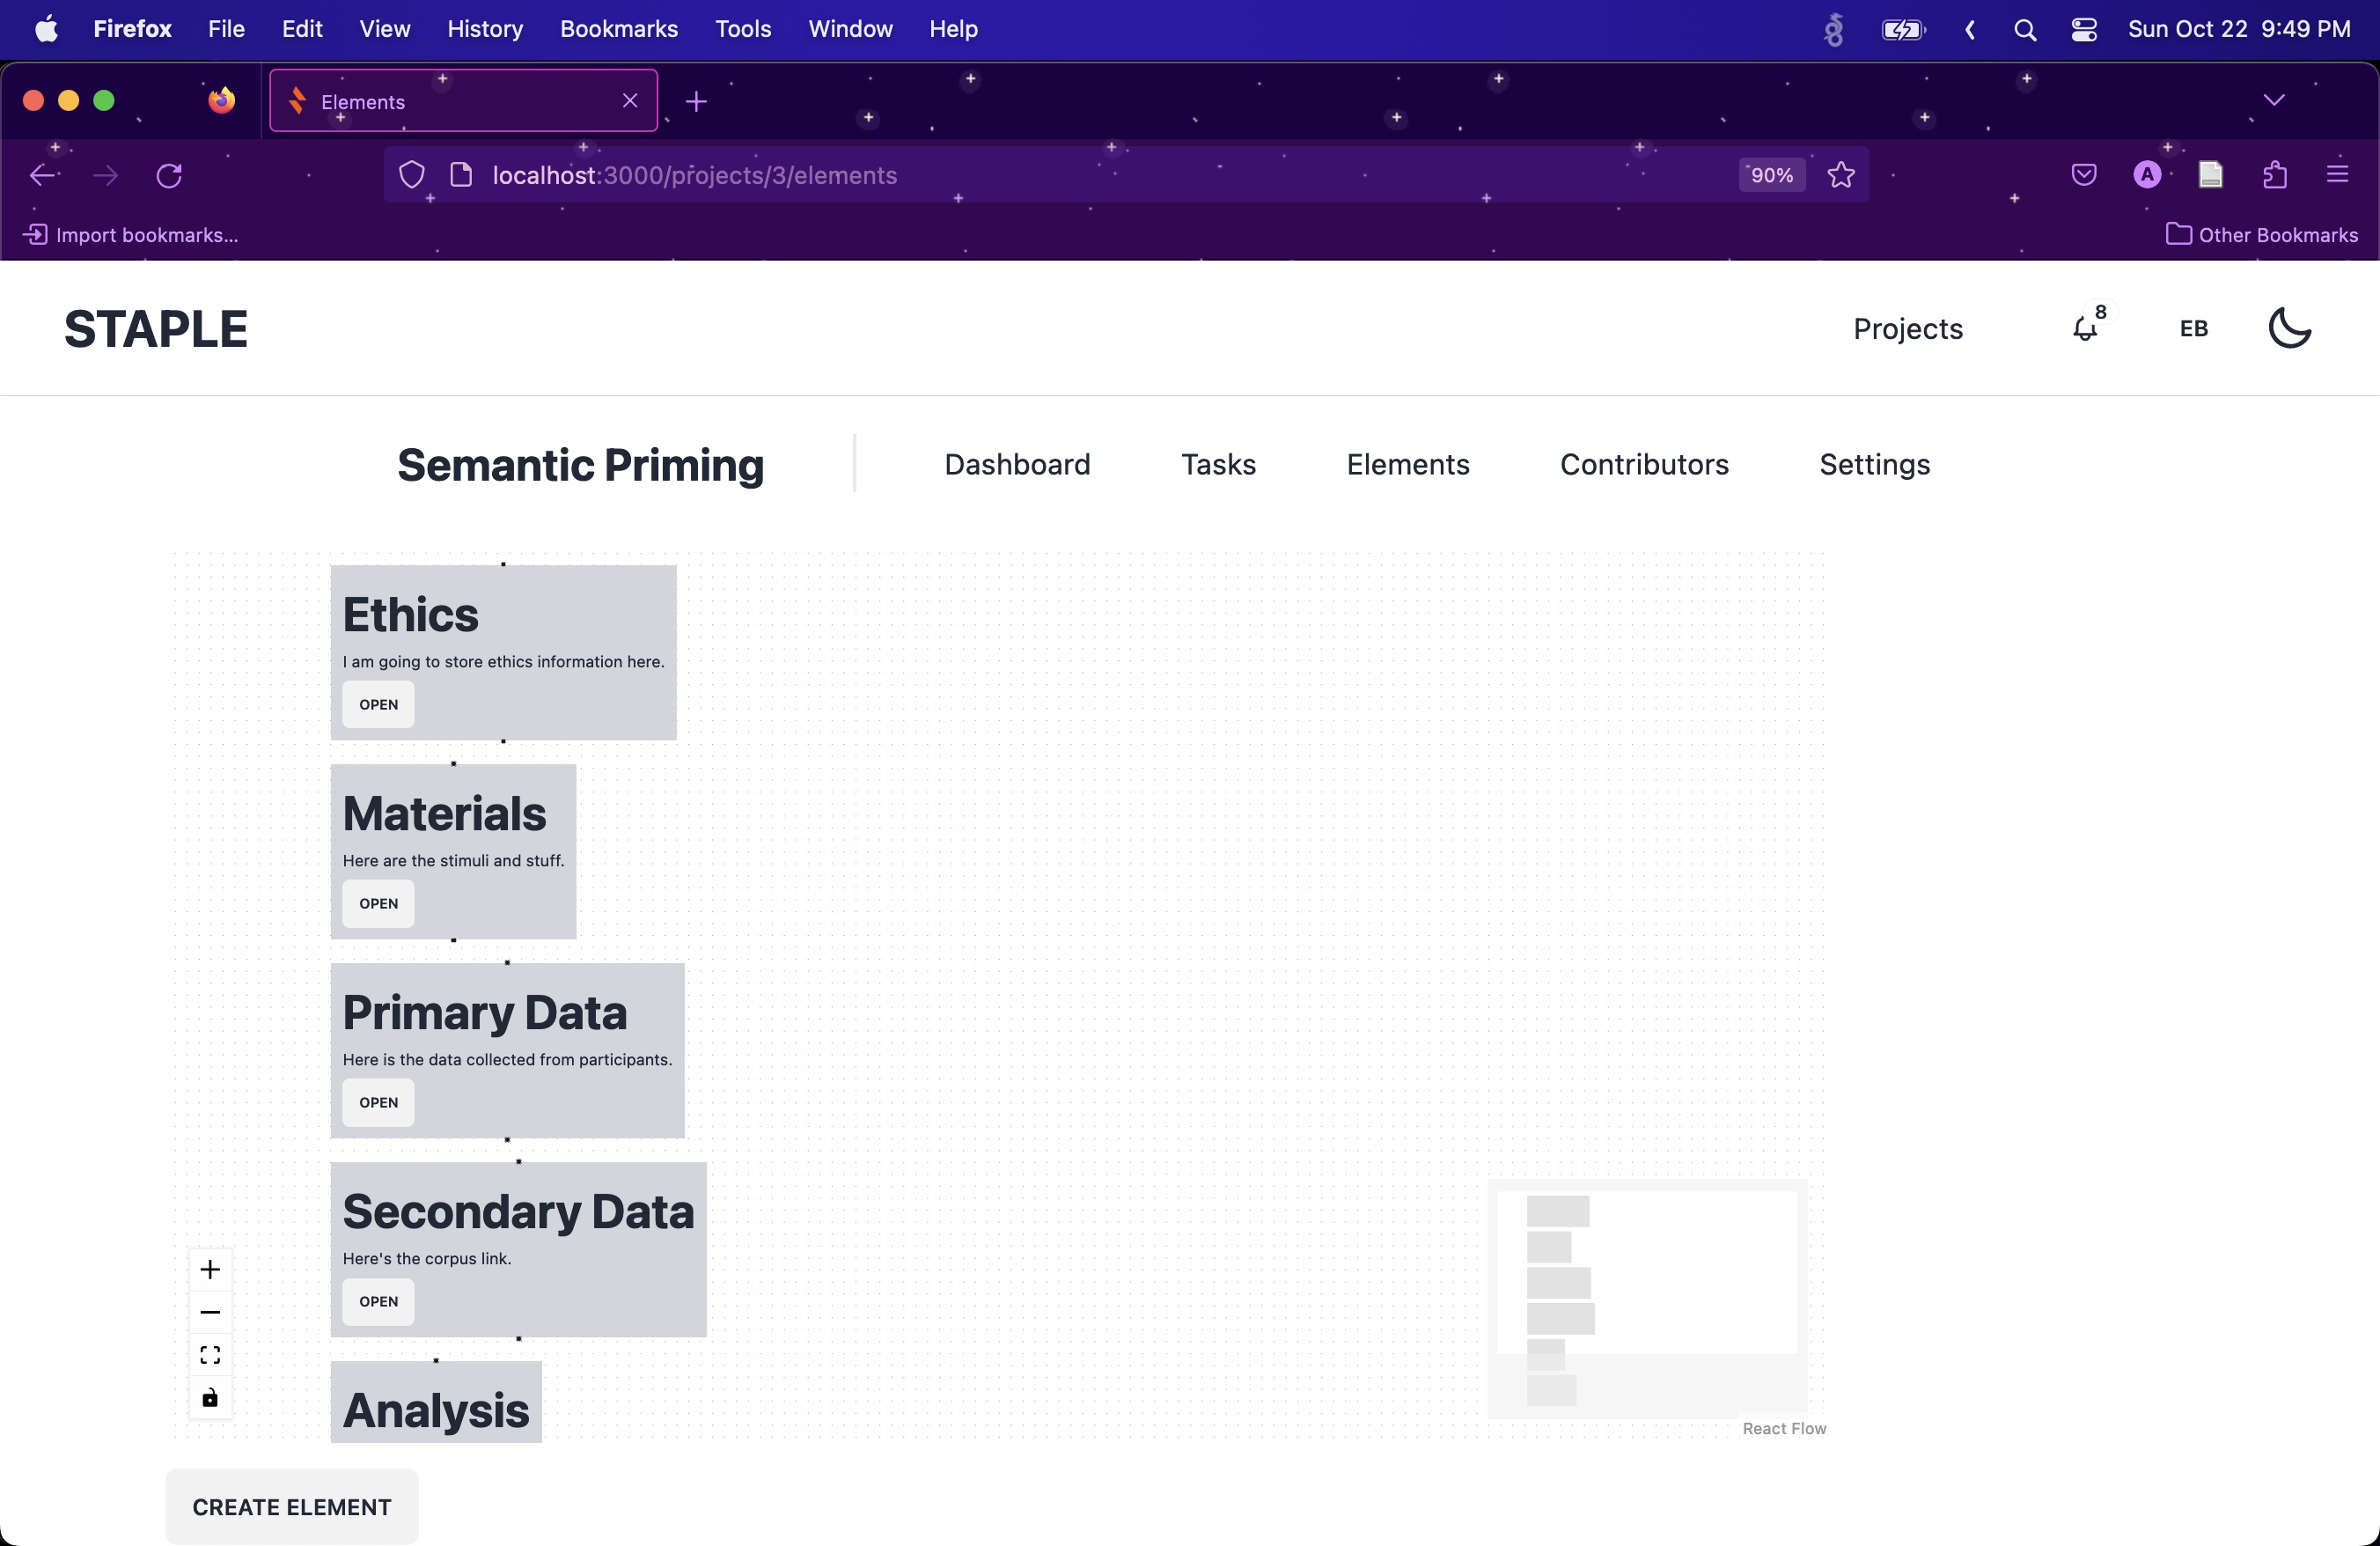 Firefox File Edit View History Bookmarks Tools Window Help Sun Oct 22 9:49 PM
Elements
localhost:3000/projects/3/elements 90% A
Import bookmarks... Other Bookmarks
STAPLE Projects 8 EB
Semantic Priming Dashboard Tasks Elements Contributors Settings
Ethics
I am going to store ethics information here.
OPEN
Materials
Here are the stimuli and stuff.
OPEN
Primary Data
Here is the data collected from participants.
OPEN
Secondary Data
Here's the corpus link.
OPEN
Analysis
React Flow
CREATE ELEMENT